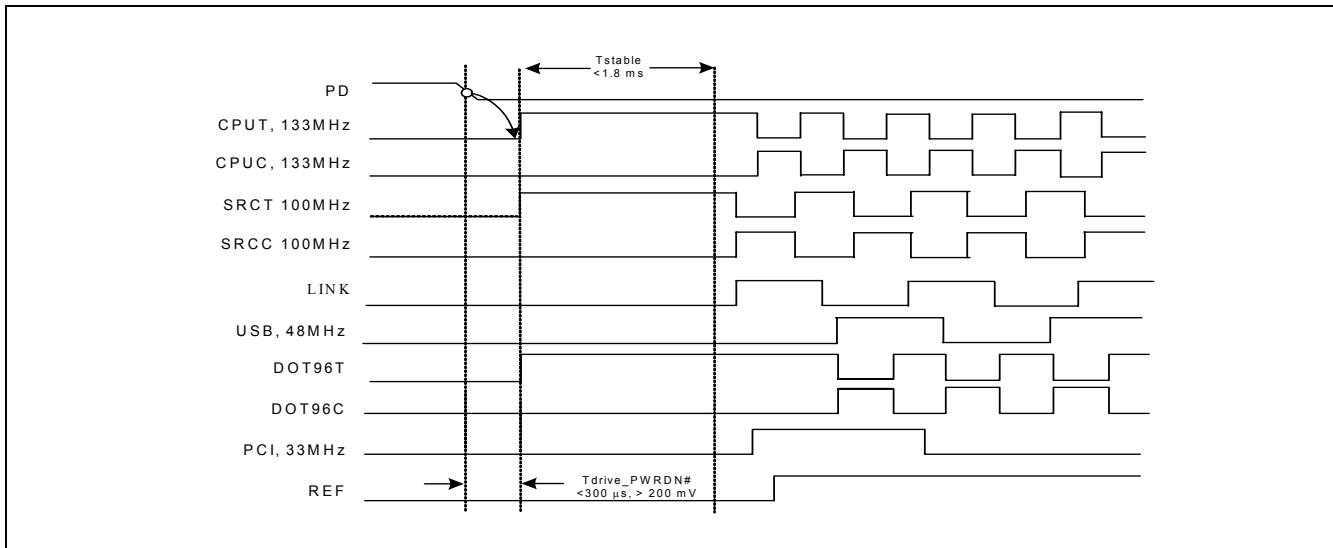 Tstable
<1.8 ms
PD
CPUT, 133MHz
CPUC, 133MHz
SRCT 100MHz
SRCC 100MHz
LINK
USB, 48MHz
DOT96T
DOT96C
PCI, 33MHz
Tdrive_PWRDN#
<300 μs, > 200 mV
REF